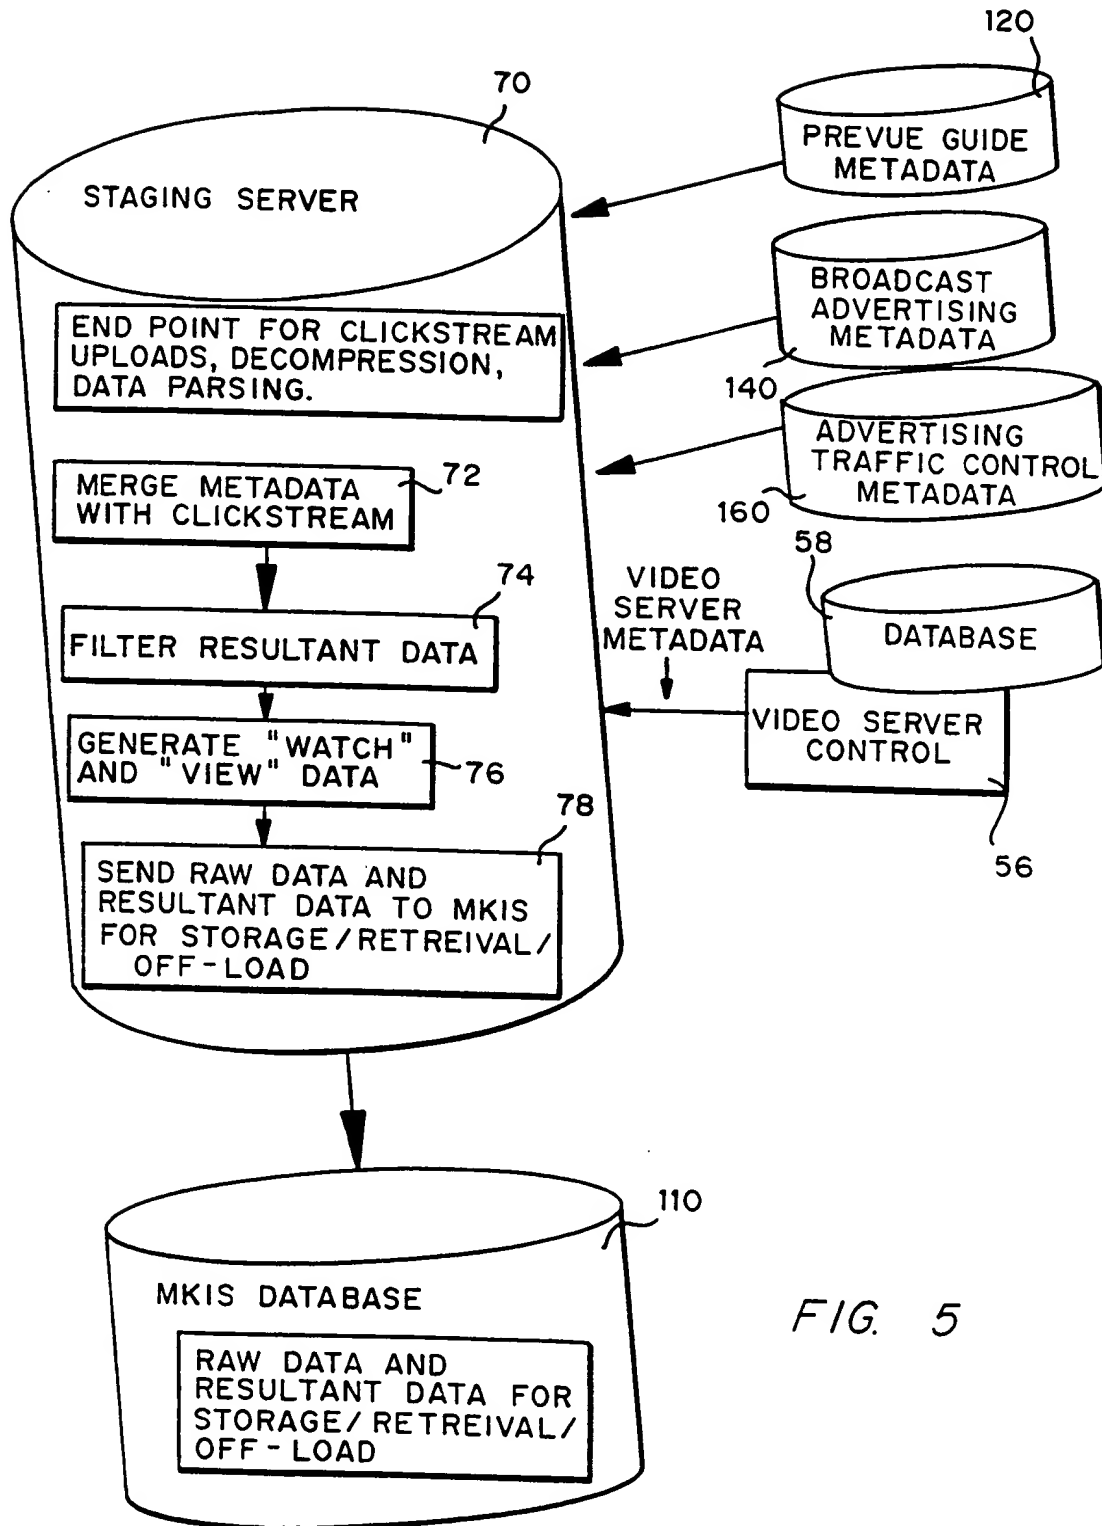 120
PREVUE GUIDE
METADATA
70
STAGING SERVER
BROADCAST
ADVERTISING
METADATA
140
END POINT FOR CLICKSTREAM
UPLOADS, DECOMPRESSION,
DATA PARSING.
ADVERTISING
TRAFFIC CONTROL
METADATA
160
MERGE METADATA
WITH CLICKSTREAM
72
58
DATABASE
VIDEO
SERVER
METADATA
74
FILTER RESULTANT DATA
VIDEO SERVER
CONTROL
56
GENERATE "WATCH"
AND "VIEW" DATA
76
78
SEND RAW DATA AND
RESULTANT DATA TO MKIS
FOR STORAGE/RETREIVAL/
OFF-LOAD
110
MKIS DATABASE
RAW DATA AND
RESULTANT DATA FOR
STORAGE/RETREIVAL/
OFF-LOAD
FIG. 5